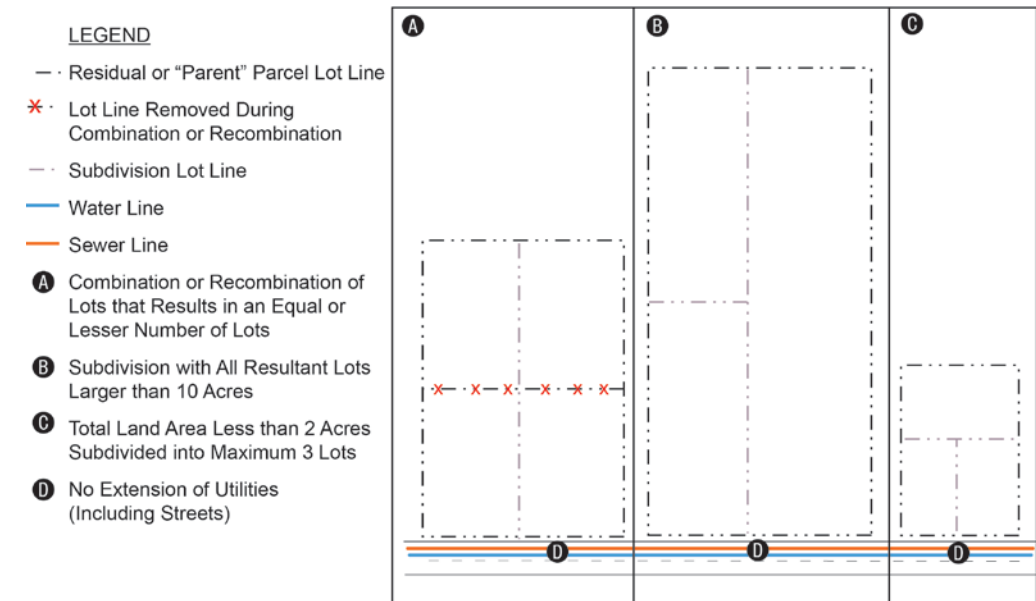 LEGEND
Residual or “Parent” Parcel Lot Line
X Lot Line Removed During
Combination or Recombination
Subdivision Lot Line
Water Line
Sewer Line
A Combination or Recombination of
Lots that Results in an Equal or
Lesser Number of Lots
B Subdivision with All Resultant Lots
Larger than 10 Acres
C Total Land Area Less than 2 Acres
Subdivided into Maximum 3 Lots
D No Extension of Utilities
(Including Streets)
A
B
C
X X X X X X
D
D
D